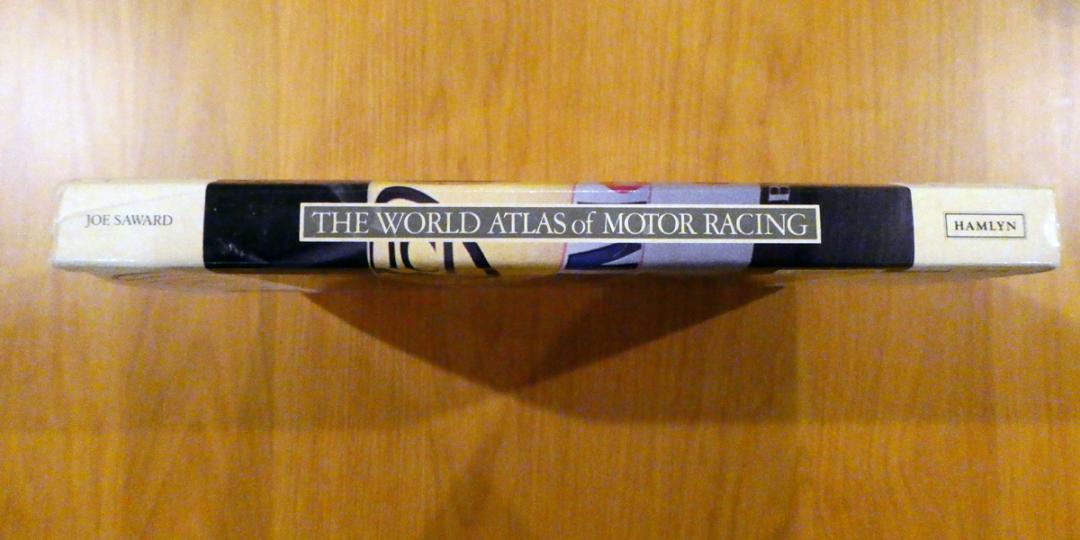 JOE SAWARD
THE WORLD ATLAS of MOTOR RACING
HAMLYN